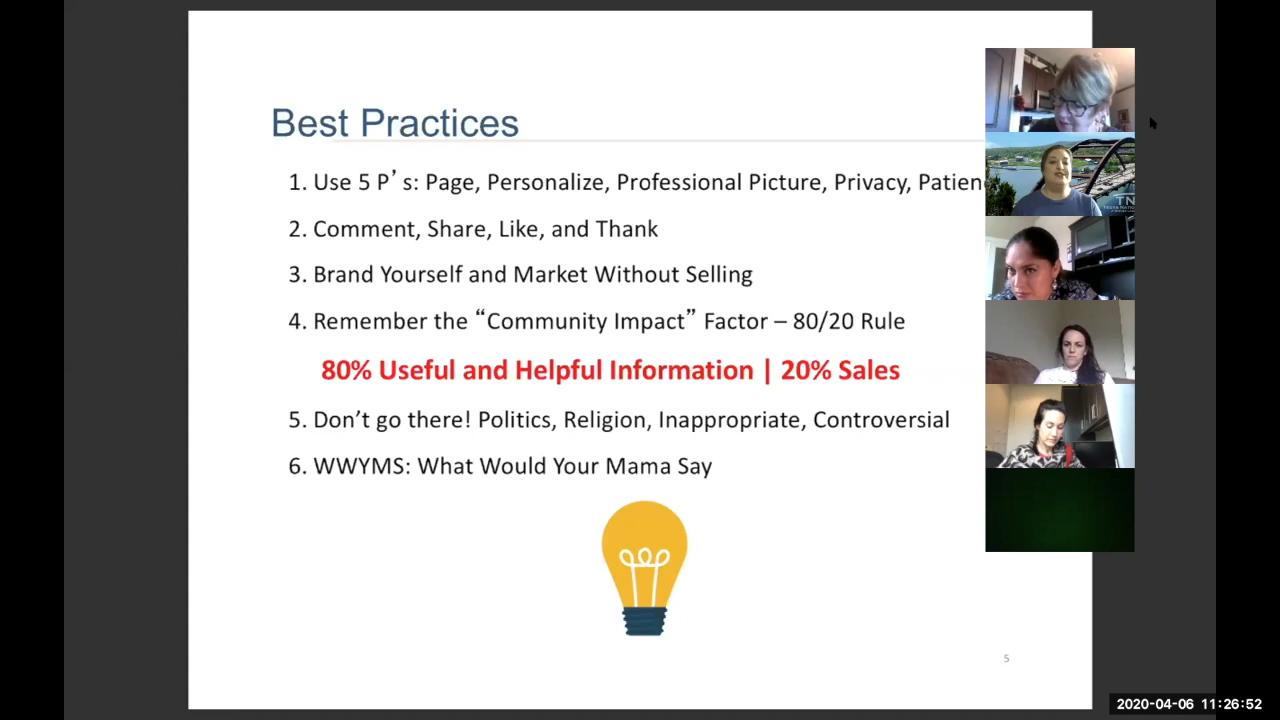 Best Practices
1. Use 5 P’s: Page, Personalize, Professional Picture, Privacy,
2. Comment, Share, Like, and Thank
3. Brand Yourself and Market Without Selling
4. Remember the “Community Impact” Factor – 80/20 Rule
80% Useful and Helpful Information | 20% Sales
5. Don’t go there! Politics, Religion, Inappropriate, Controversial
6. WWYMS: What Would Your Mama Say
TN
5
2020-04-06 11:26:52